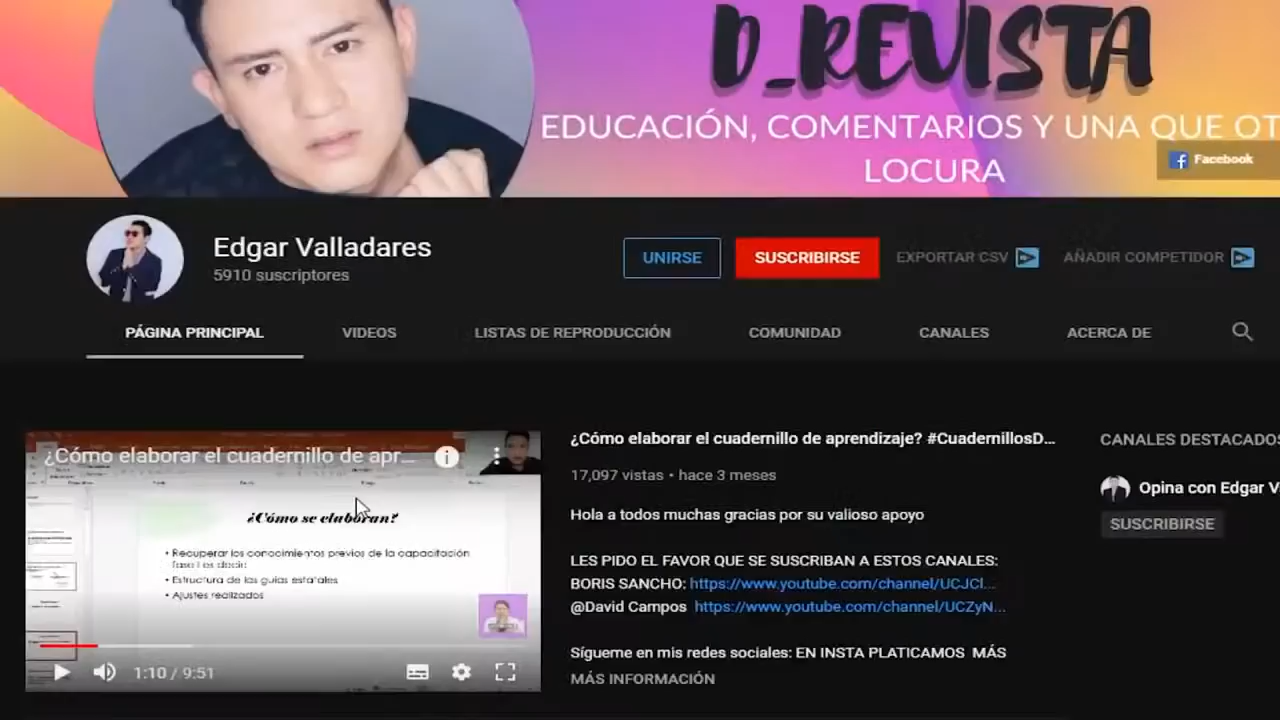 D_REVISTA
EDUCACIÓN, COMENTARIOS Y UNA QUE OT
LOCURA
Facebook
Edgar Valladares
5910 suscriptores
UNIRSE
SUSCRIBIRSE
EXPORTAR CSV
AÑADIR COMPETIDOR
PÁGINA PRINCIPAL
VIDEOS
LISTAS DE REPRODUCCIÓN
COMUNIDAD
CANALES
ACERCA DE
¿Cómo elaborar el cuadernillo de apr...
¿Cómo se elaboran?
• Recuperar los conocimientos previos de la capacitación
fase I es decir
• Estructura de las guías estatales
• Ajustes realizados
1:10 / 9:51
¿Cómo elaborar el cuadernillo de aprendizaje? #CuadernillosD...
17,097 vistas • hace 3 meses
Hola a todos muchas gracias por su valioso apoyo
LES PIDO EL FAVOR QUE SE SUSCRIBAN A ESTOS CANALES:
BORIS SANCHO: https://www.youtube.com/channel/UCJCl...
@David Campos https://www.youtube.com/channel/UCZyN...
Sígueme en mis redes sociales: EN INSTA PLATICAMOS MÁS
MÁS INFORMACIÓN
CANALES DESTACADOS
Opina con Edgar V
SUSCRIBIRSE